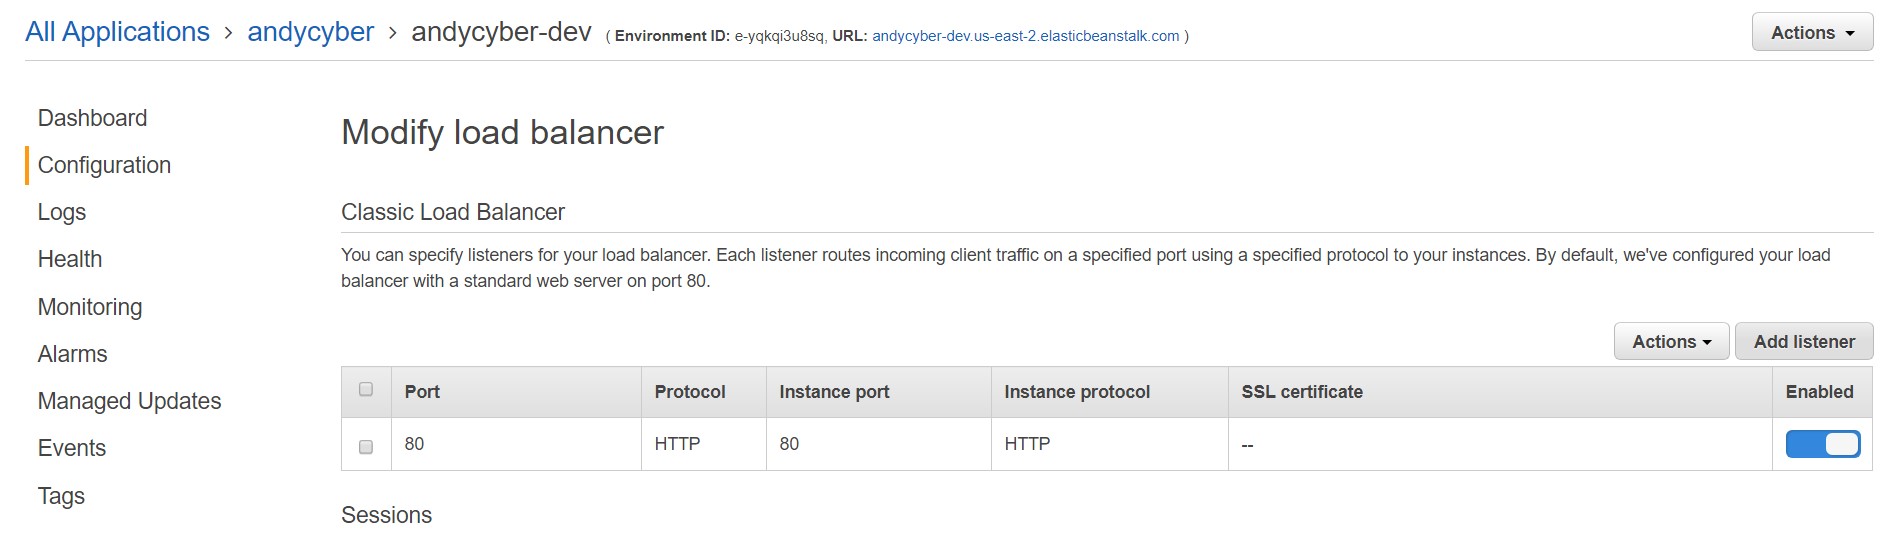 All Applications > andycyber > andycyber-dev ( Environment ID: e-yqkqi3u8sq, URL: andycyber-dev.us-east-2.elasticbeanstalk.com )
Actions
Dashboard
Configuration
Logs
Health
Monitoring
Alarms
Managed Updates
Events
Tags
Modify load balancer
Classic Load Balancer
You can specify listeners for your load balancer. Each listener routes incoming client traffic on a specified port using a specified protocol to your instances. By default, we've configured your load
balancer with a standard web server on port 80.
Actions Add listener
Port Protocol Instance port Instance protocol SSL certificate Enabled
80 HTTP 80 HTTP --
Sessions